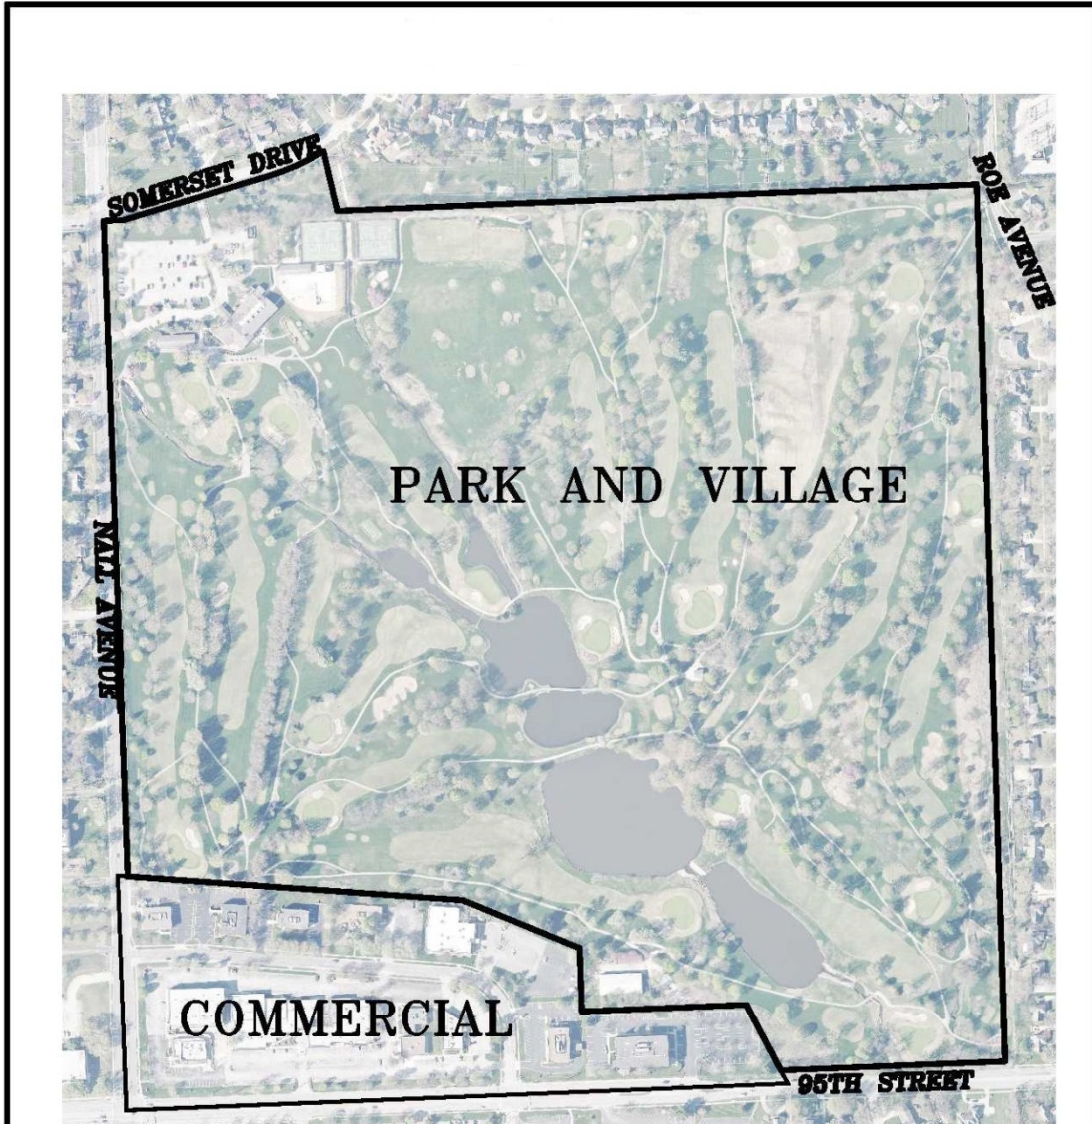 SOMERSET DRIVE
ROE AVENUE
PARK AND VILLAGE
NALL AVENUE
COMMERCIAL
95TH STREET